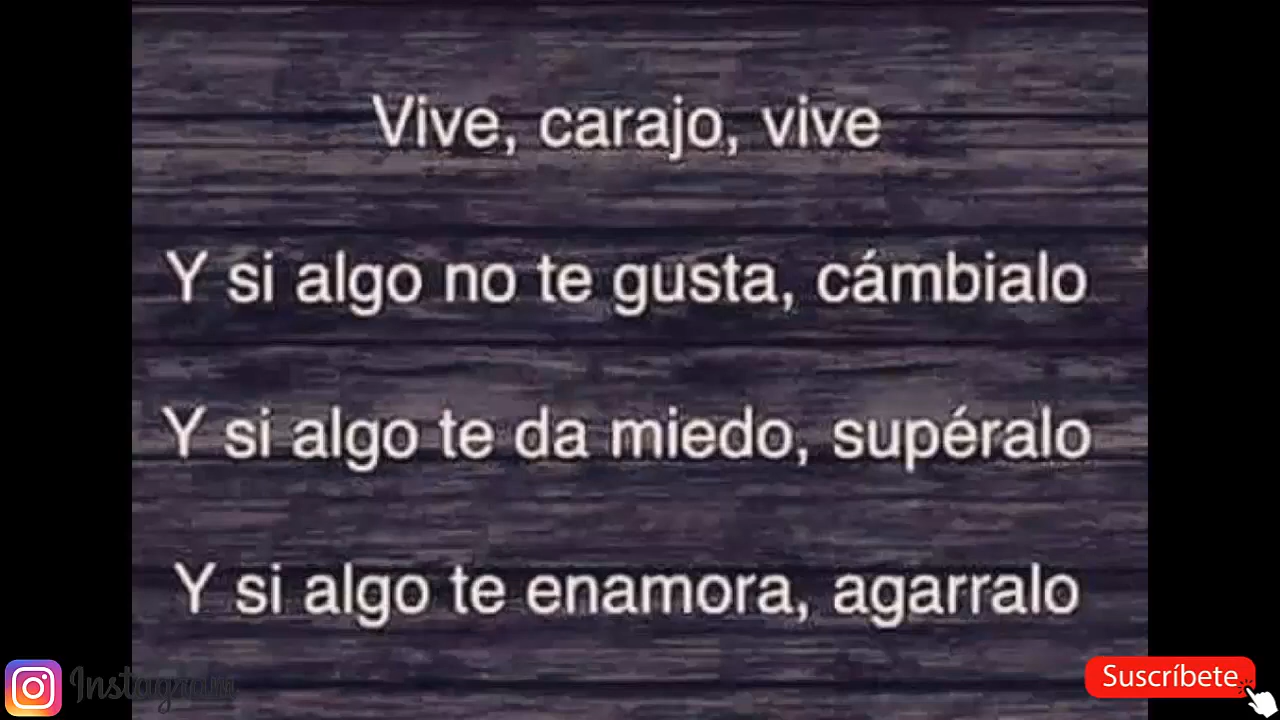 Vive, carajo, vive
Y si algo no te gusta, cámbialo
Y si algo te da miedo, supéralo
Y si algo te enamora, agarralo
Instagram
Suscríbete